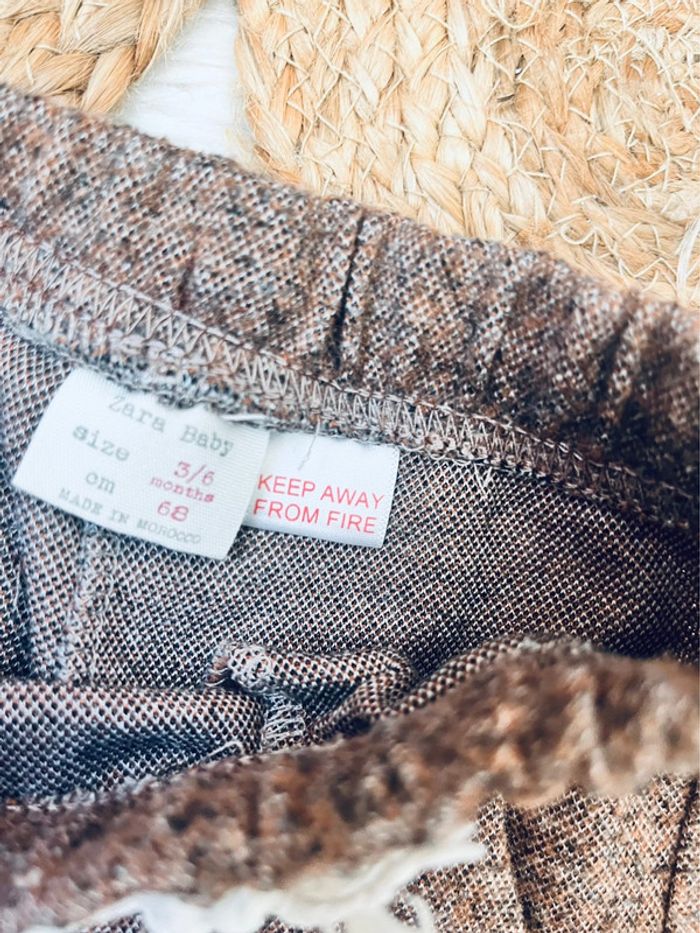 Zara Baby
size 3/6
months
cm 68
MADE IN MOROCCO
KEEP AWAY
FROM FIRE